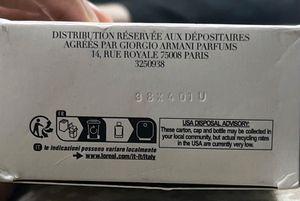 DISTRIBUTION RÉSERVÉE AUX DÉPOSITAIRES
AGRÉÉS PAR GIORGIO ARMANI PARFUMS
14, RUE ROYALE 75008 PARIS
3250938
38X401U
FR
IT le indicazioni possono variare localmente
www.loreal.com/it-it/italy
USA DISPOSAL ADVISORY:
These carton, cap and bottle may be collected in
your local community, but actual recycling rates
in the USA are currently very low.